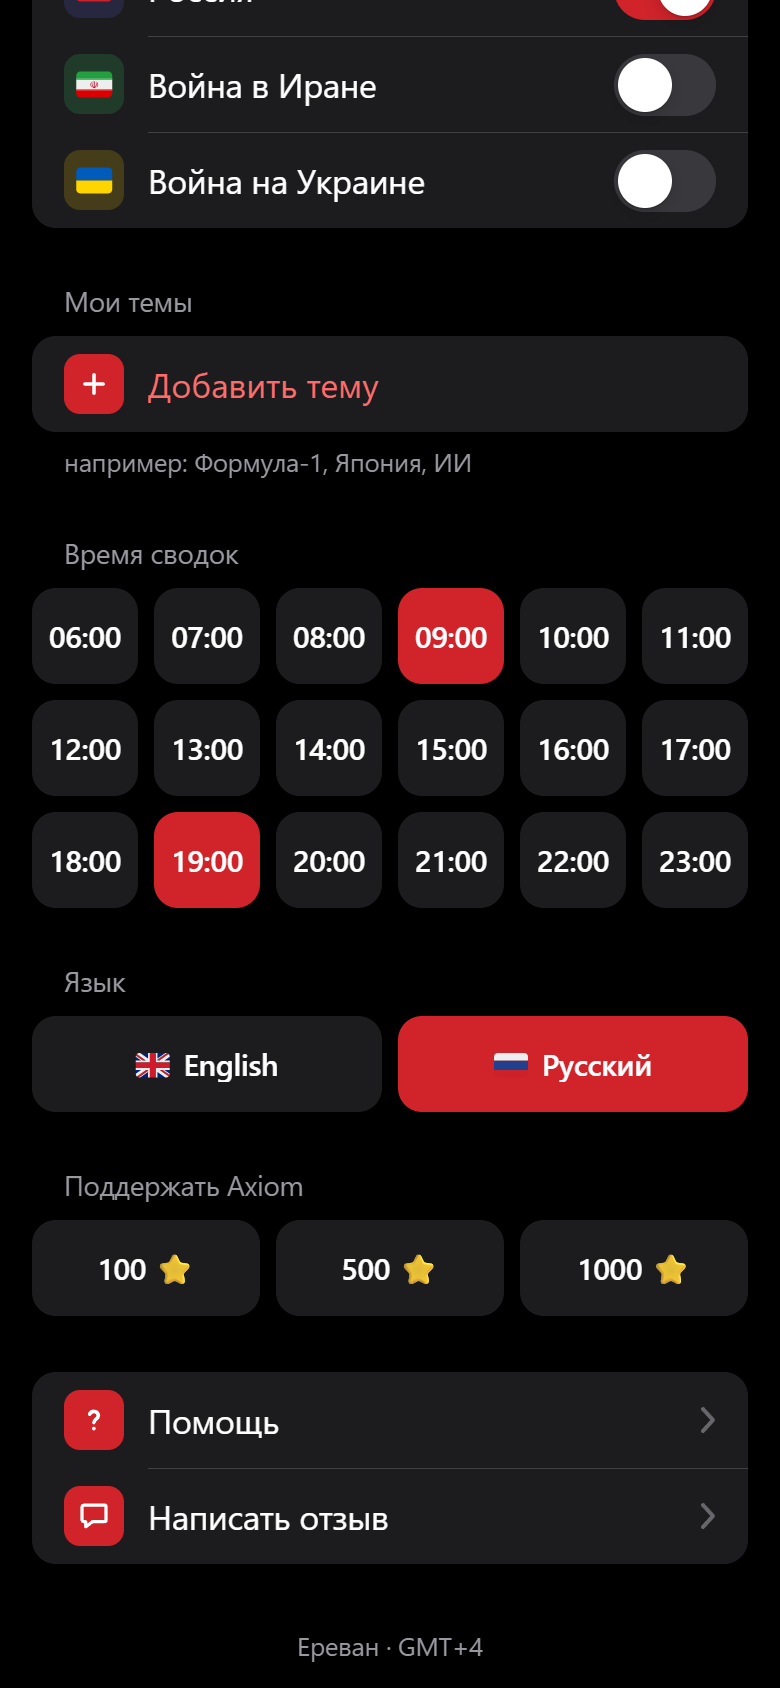 Россия
Война в Иране
Война на Украине
Мои темы
Добавить тему
например: Формула-1, Япония, ИИ
Время сводок
06:00 07:00 08:00 09:00 10:00 11:00
12:00 13:00 14:00 15:00 16:00 17:00
18:00 19:00 20:00 21:00 22:00 23:00
Язык
English Русский
Поддержать Axiom
100 500 1000
?
Помощь
Написать отзыв
Ереван · GMT+4